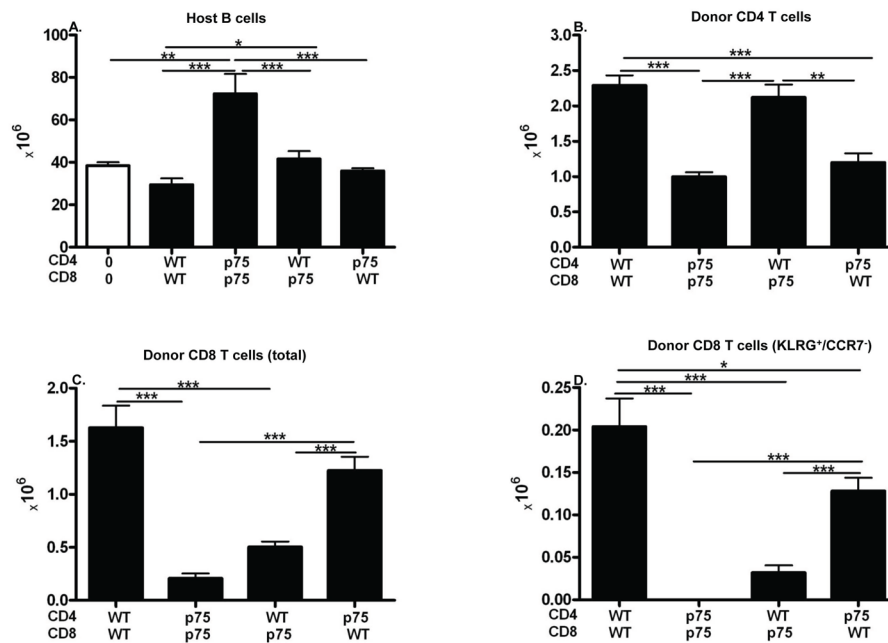 A.
Host B cells
*
** ***
*** ***
100
80
60
40
20
0
x10⁶
CD4 0 WT p75 WT p75
CD8 0 WT p75 p75 WT
B.
Donor CD4 T cells
***
***
*** **
3.0
2.5
2.0
1.5
1.0
0.5
0.0
x10⁶
CD4 WT p75 WT p75
CD8 WT p75 p75 WT
C.
Donor CD8 T cells (total)
***
***
***
***
2.0
1.5
1.0
0.5
0.0
x10⁶
CD4 WT p75 WT p75
CD8 WT p75 p75 WT
D.
Donor CD8 T cells (KLRG⁺/CCR7⁻)
*
***
***
***
***
0.25
0.20
0.15
0.10
0.05
0.00
x10⁶
CD4 WT p75 WT p75
CD8 WT p75 p75 WT